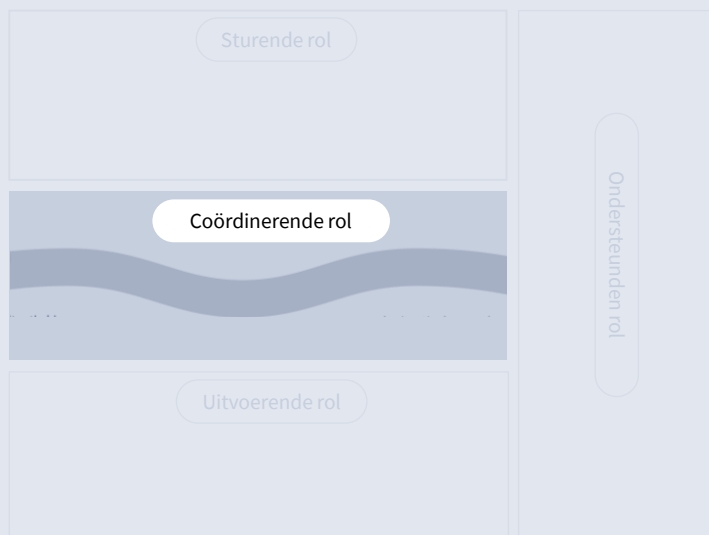 Sturende rol
Coördinerende rol
Uitvoerende rol
Ondersteunden rol